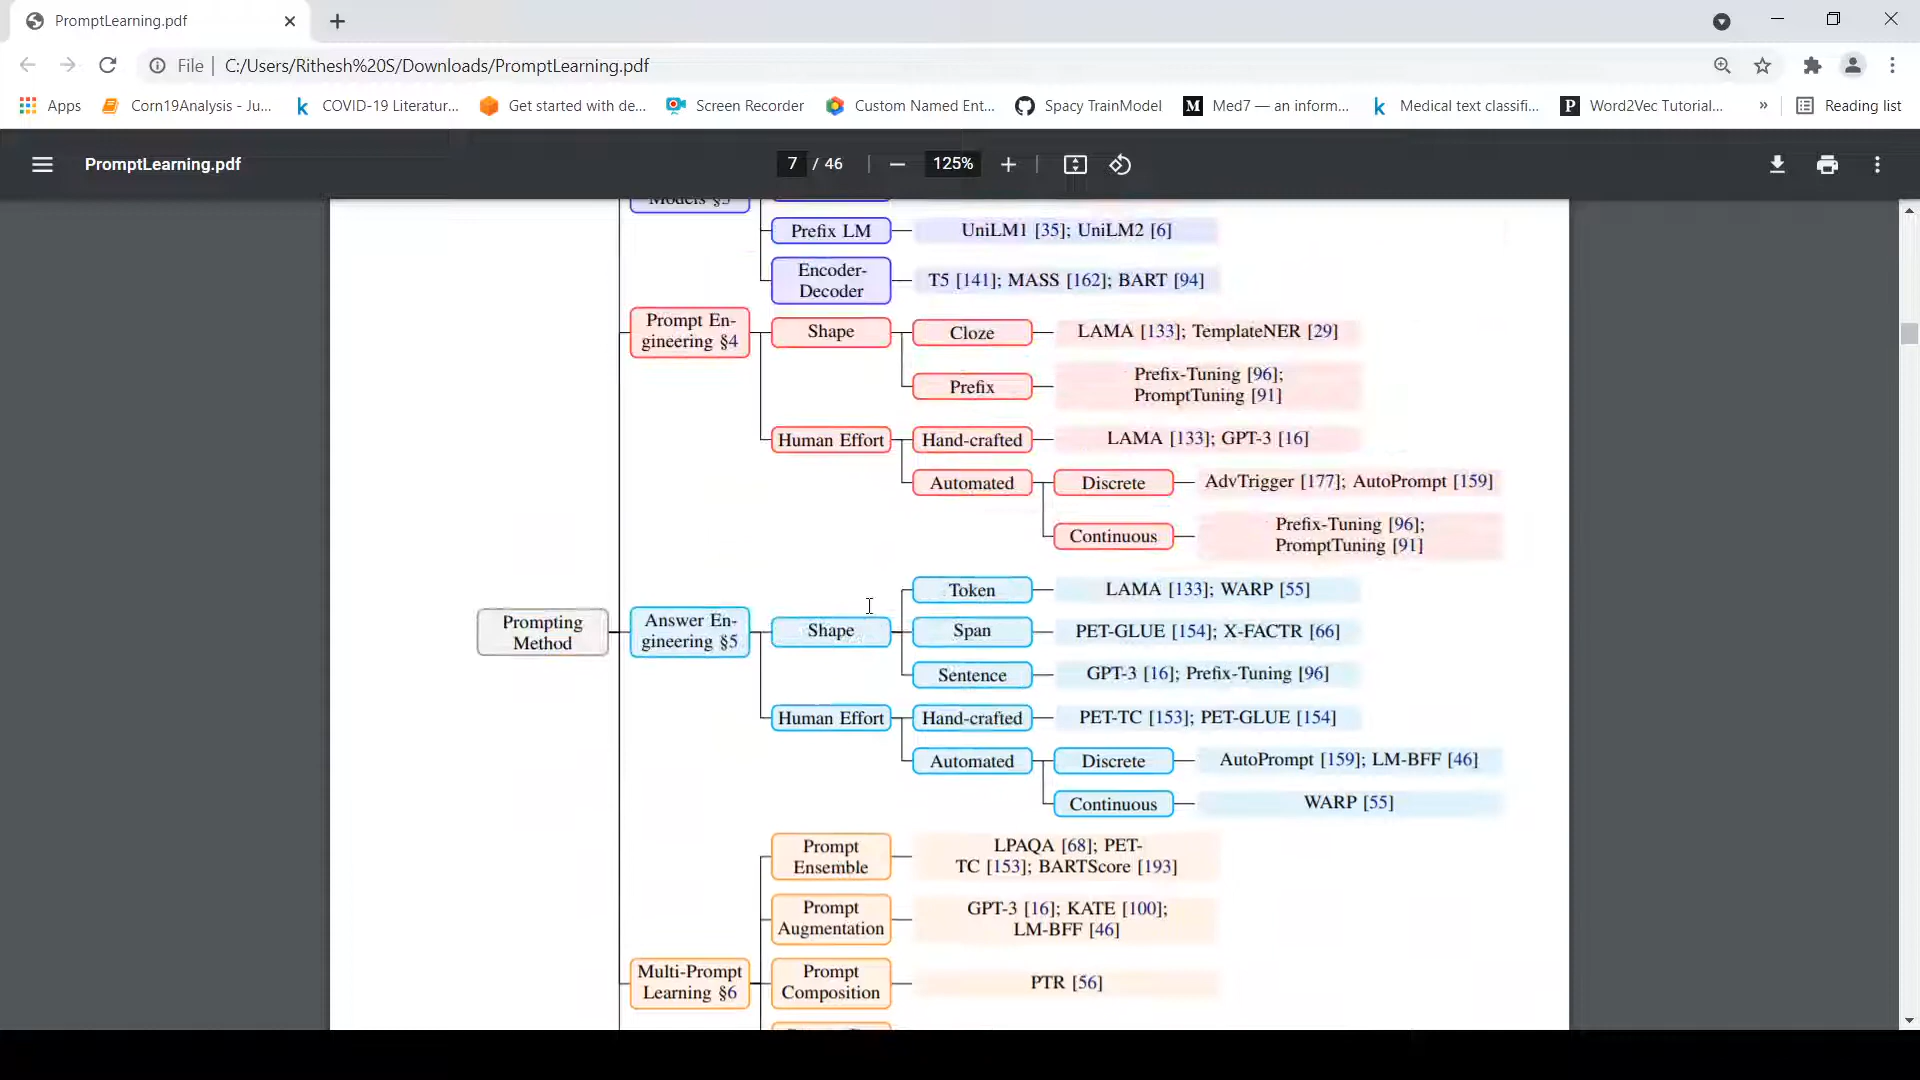 PromptLearning.pdf
File | C:/Users/Rithesh%20S/Downloads/PromptLearning.pdf
Apps
Corn19Analysis - Ju...
COVID-19 Literatur...
Get started with de...
Screen Recorder
Custom Named Ent...
Spacy TrainModel
Med7 — an inform...
Medical text classifi...
Word2Vec Tutorial...
»
Reading list
PromptLearning.pdf
7 / 46
125%
Models §3
Prefix LM
UniLM1 [35]; UniLM2 [6]
Encoder-
Decoder
T5 [141]; MASS [162]; BART [94]
Prompt En-
gineering §4
Shape
Cloze
LAMA [133]; TemplateNER [29]
Prefix
Prefix-Tuning [96];
PromptTuning [91]
Human Effort
Hand-crafted
LAMA [133]; GPT-3 [16]
Automated
Discrete
AdvTrigger [177]; AutoPrompt [159]
Continuous
Prefix-Tuning [96];
PromptTuning [91]
Prompting
Method
Answer En-
gineering §5
Shape
Token
LAMA [133]; WARP [55]
Span
PET-GLUE [154]; X-FACTR [66]
Sentence
GPT-3 [16]; Prefix-Tuning [96]
Human Effort
Hand-crafted
PET-TC [153]; PET-GLUE [154]
Automated
Discrete
AutoPrompt [159]; LM-BFF [46]
Continuous
WARP [55]
Multi-Prompt
Learning §6
Prompt
Ensemble
LPAQA [68]; PET-
TC [153]; BARTScore [193]
Prompt
Augmentation
GPT-3 [16]; KATE [100];
LM-BFF [46]
Prompt
Composition
PTR [56]